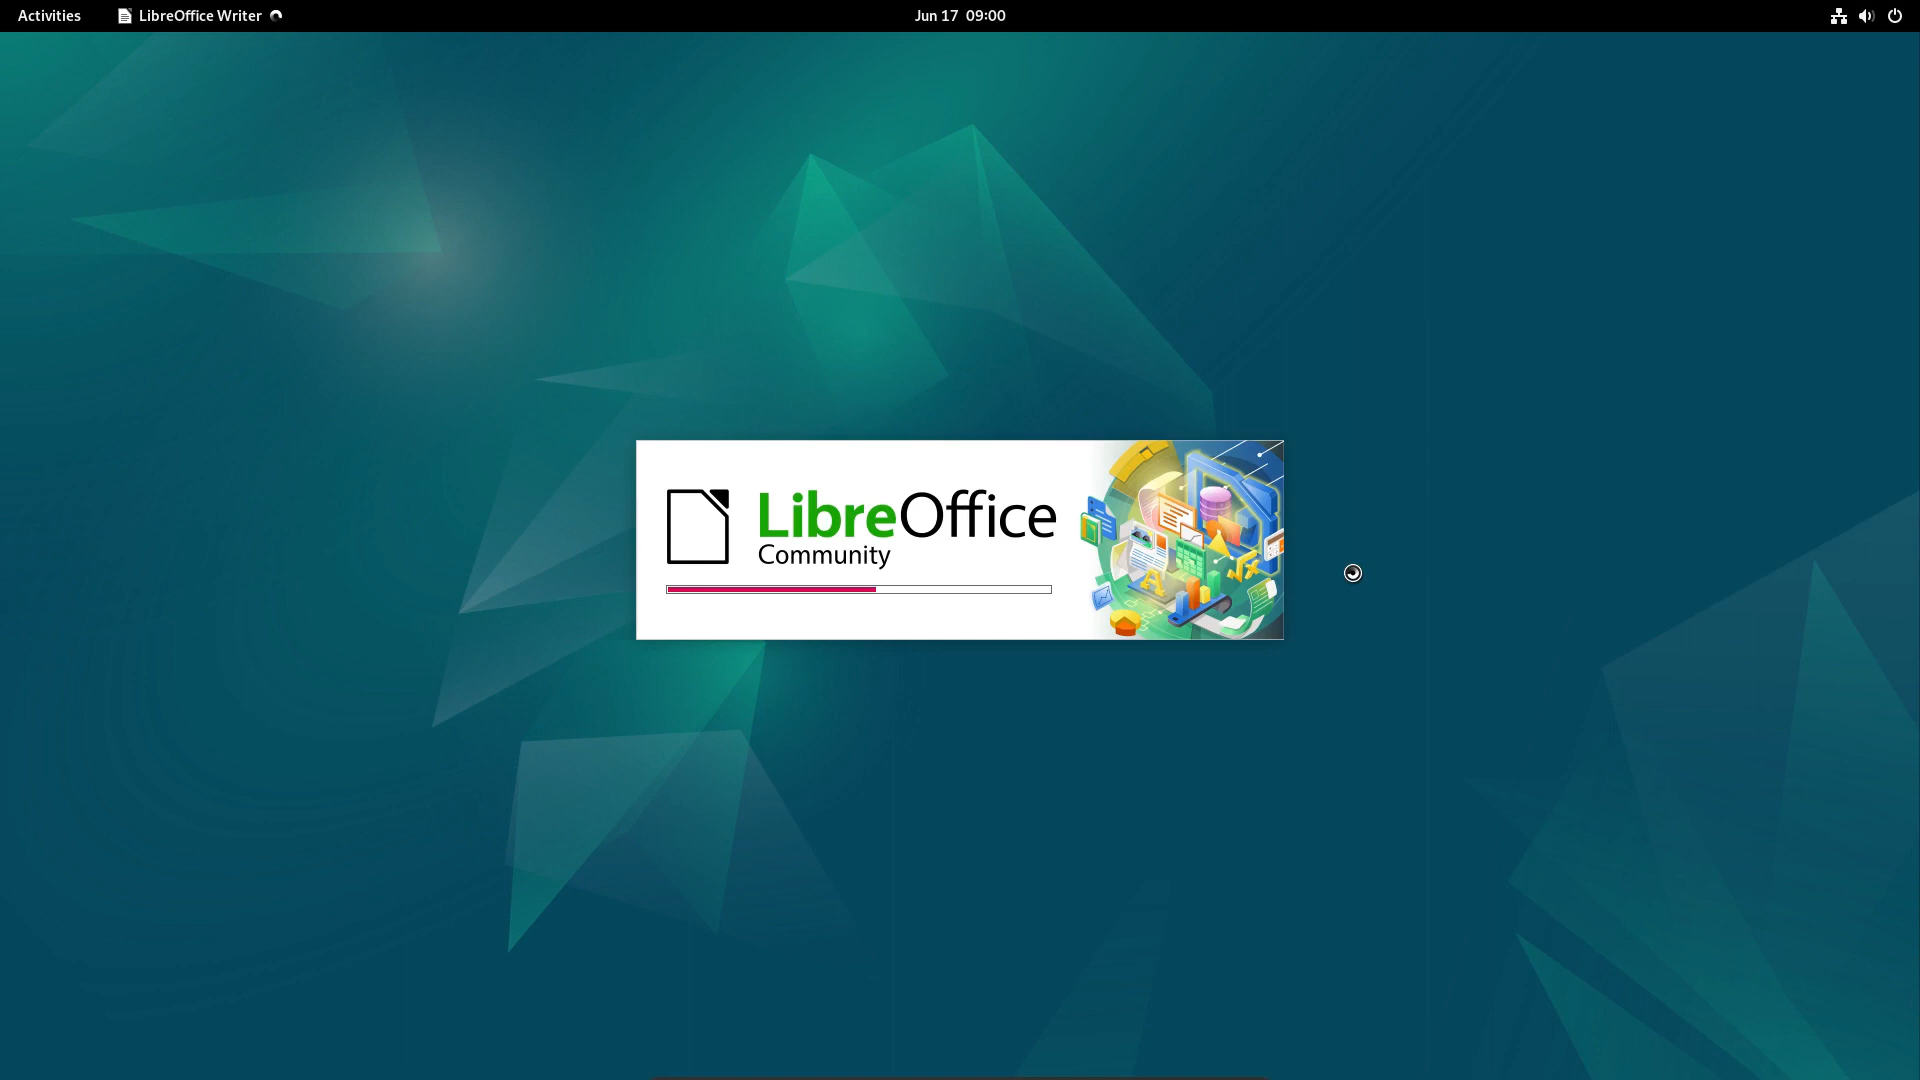 Activities
LibreOffice Writer
Jun 17 09:00
LibreOffice
Community